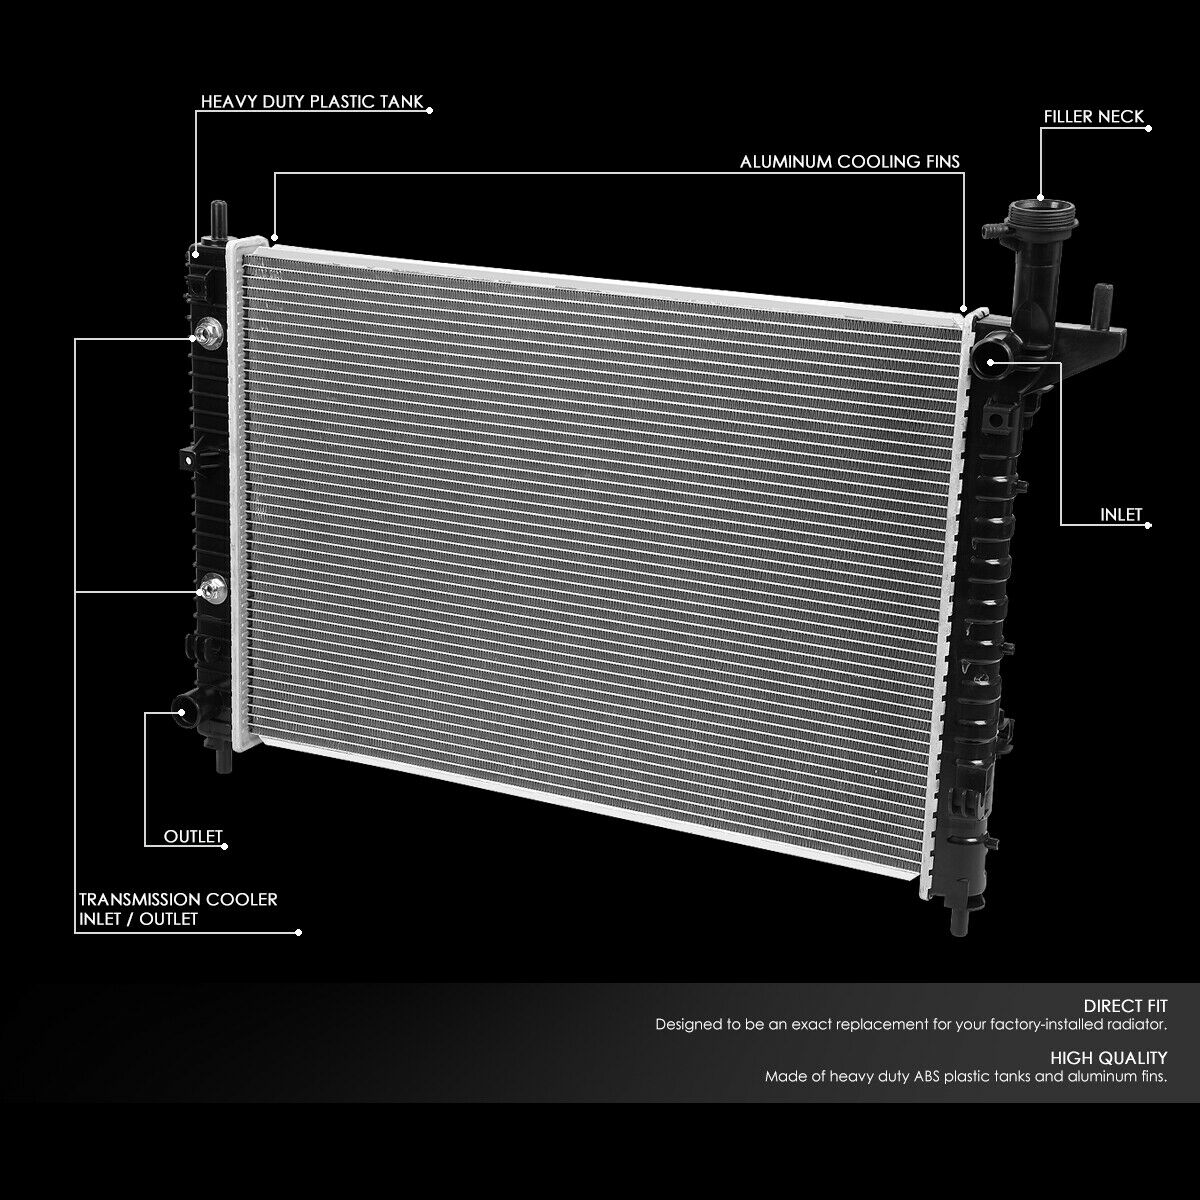 HEAVY DUTY PLASTIC TANK
FILLER NECK
ALUMINUM COOLING FINS
INLET
OUTLET
TRANSMISSION COOLER
INLET / OUTLET
DIRECT FIT
Designed to be an exact replacement for your factory-installed radiator.
HIGH QUALITY
Made of heavy duty ABS plastic tanks and aluminum fins.